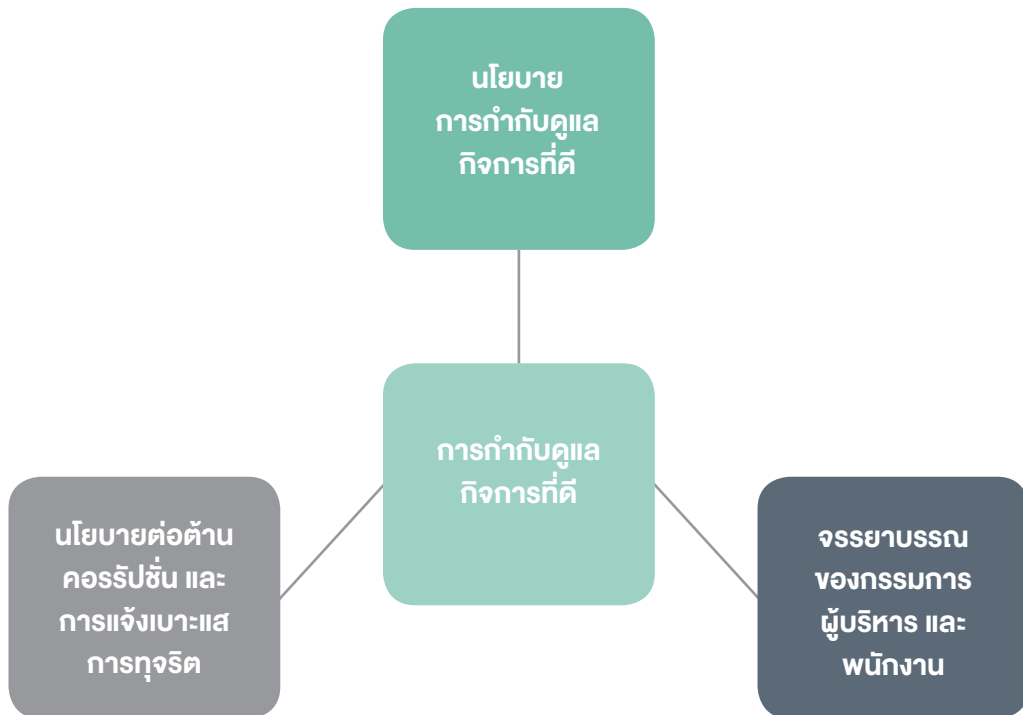 นโยบาย
การกำกับดูแล
กิจการที่ดี
การกำกับดูแล
กิจการที่ดี
นโยบายต่อต้าน
คอรรัปชั่น และ
การแจ้งเบาะแส
การทุจริต
จรรยาบรรณ
ของกรรมการ
ผู้บริหาร และ
พนักงาน